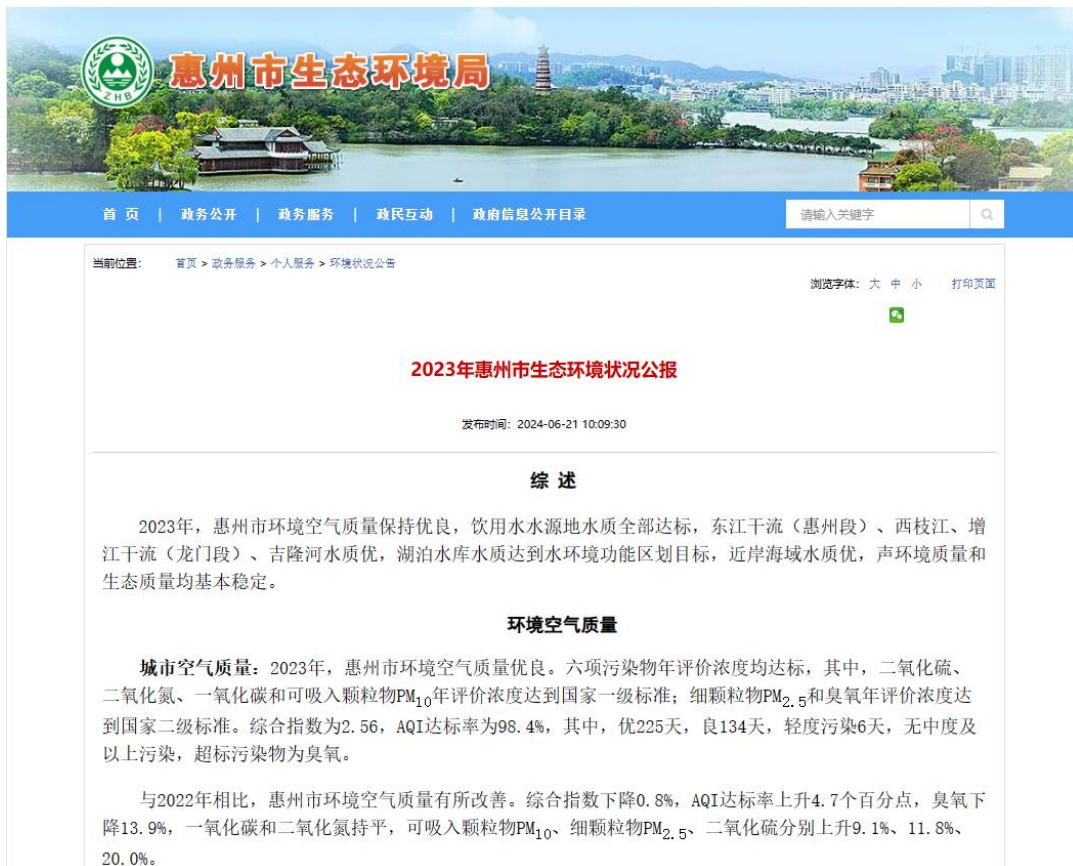 惠州市生态环境局
ZHB
首 页 | 政务公开 | 政务服务 | 政民互动 | 政府信息公开目录
请输入关键字
当前位置： 首页 > 政务服务 > 个人服务 > 环境状况公告
浏览字体： 大 中 小 打印页面
2023年惠州市生态环境状况公报
发布时间：2024-06-21 10:09:30
综 述
2023年，惠州市环境空气质量保持优良，饮用水水源地水质全部达标，东江干流（惠州段）、西枝江、增
江干流（龙门段）、吉隆河水质优，湖泊水库水质达到水环境功能区划目标，近岸海域水质优，声环境质量和
生态质量均基本稳定。
环境空气质量
城市空气质量：2023年，惠州市环境空气质量优良。六项污染物年评价浓度均达标，其中，二氧化硫、
二氧化氮、一氧化碳和可吸入颗粒物PM10年评价浓度达到国家一级标准；细颗粒物PM2.5和臭氧年评价浓度达
到国家二级标准。综合指数为2.56，AQI达标率为98.4%，其中，优225天，良134天，轻度污染6天，无中度及
以上污染，超标污染物为臭氧。
与2022年相比，惠州市环境空气质量有所改善。综合指数下降0.8%，AQI达标率上升4.7个百分点，臭氧下
降13.9%，一氧化碳和二氧化氮持平，可吸入颗粒物PM10、细颗粒物PM2.5、二氧化硫分别上升9.1%、11.8%、
20.0%。